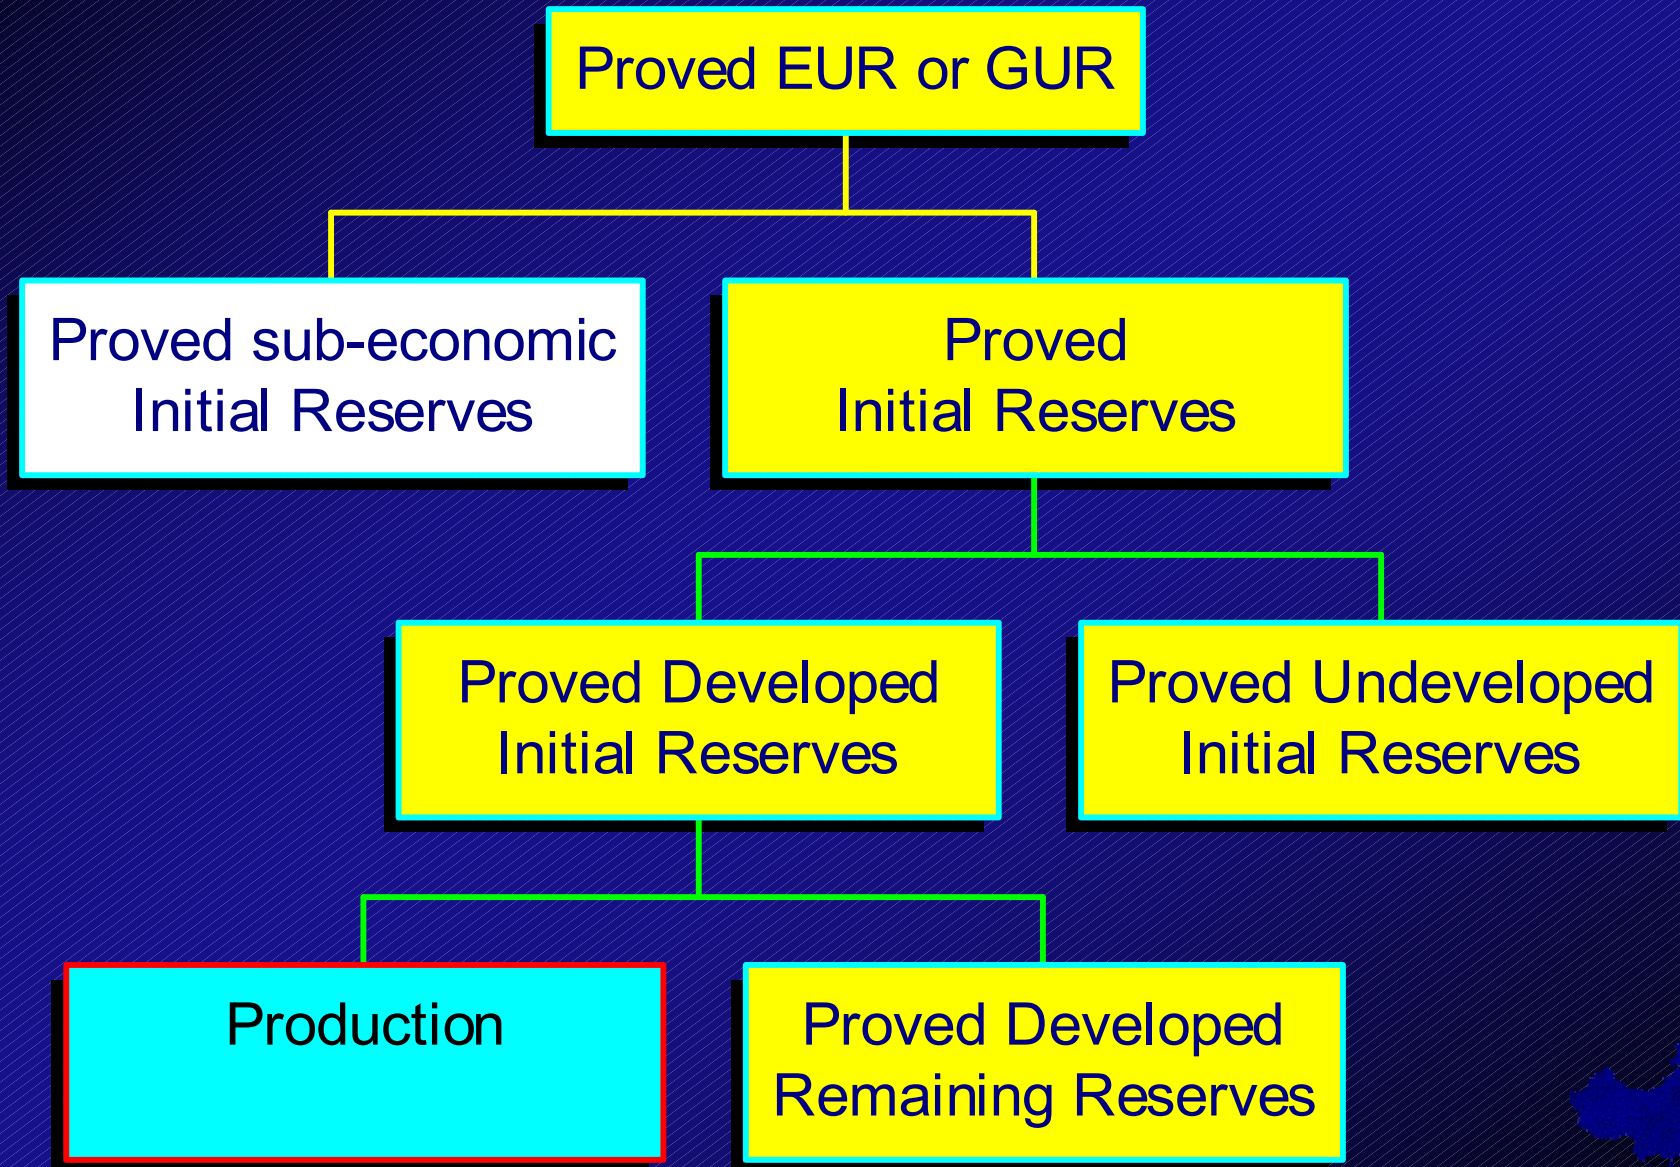 Proved EUR or GUR
Proved sub-economic
Initial Reserves
Proved
Initial Reserves
Proved Developed
Initial Reserves
Proved Undeveloped
Initial Reserves
Production
Proved Developed
Remaining Reserves